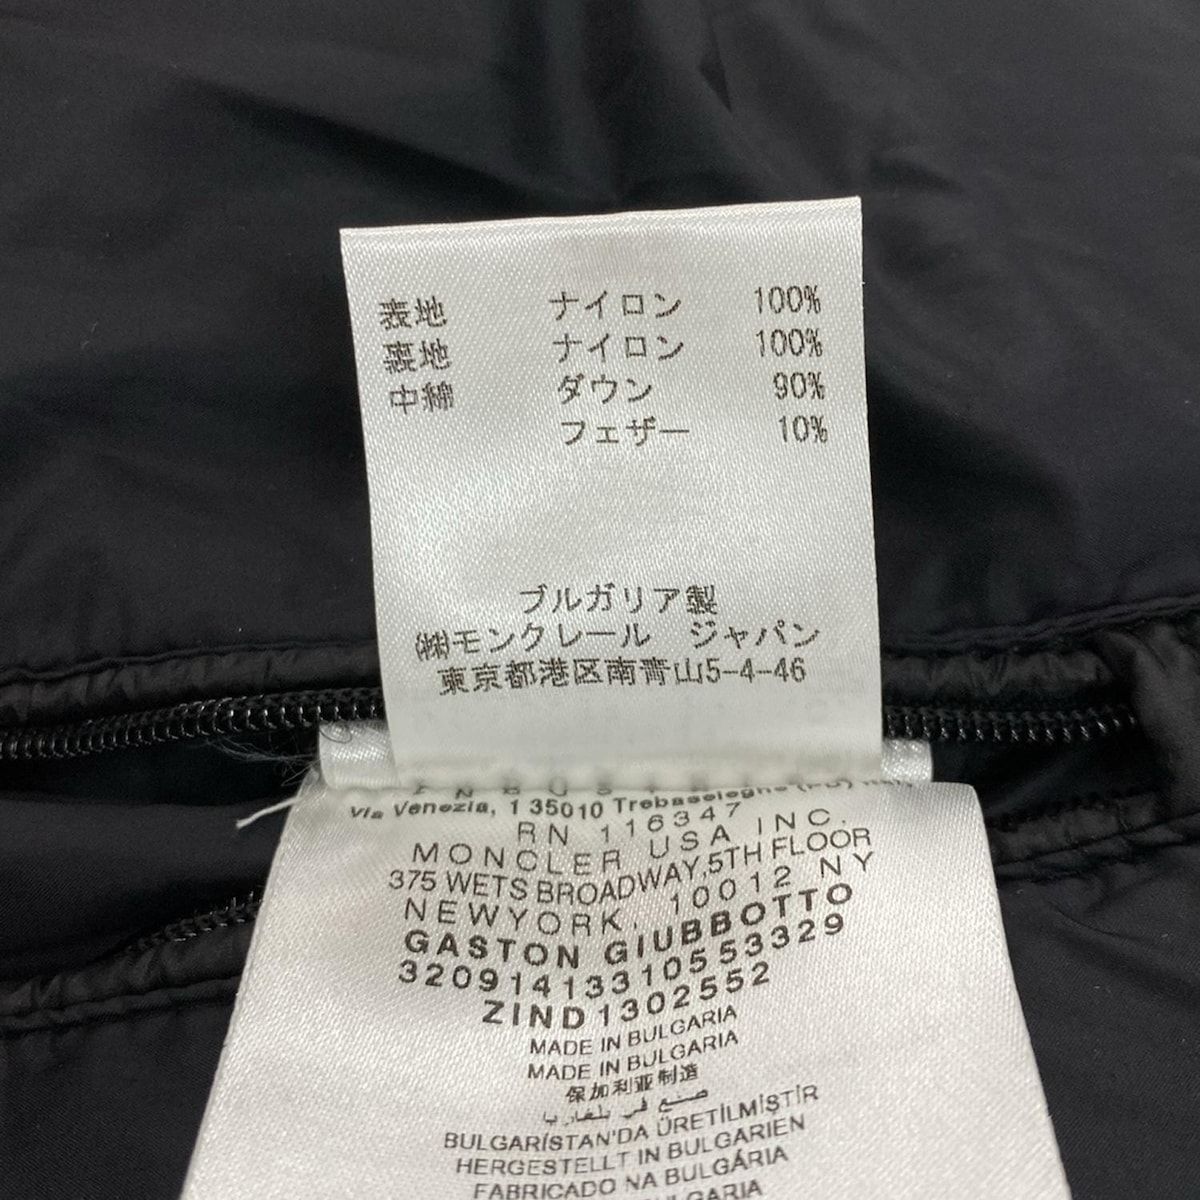 表地 ナイロン 100%
裏地 ナイロン 100%
中綿 ダウン 90%
フェザー 10%
ブルガリア製
㈱モンクレール ジャパン
東京都港区南青山5-4-46
Via Venezia, 1 35010 Trebaseleghe (PD) Italy
RN 116347
MONCLER USA INC.
375 WETS BROADWAY,5TH FLOOR
NEWYORK, 10012 NY
GASTON GIUBBOTTO
32091413310553329
ZIND1302552
MADE IN BULGARIA
MADE IN BULGARIA
保加利亚制造
صنع في بلغاريا
BULGARİSTAN'DA ÜRETİLMİŞTİR
HERGESTELLT IN BULGARIEN
FABRICADO NA BULGÁRIA
BULGARIA